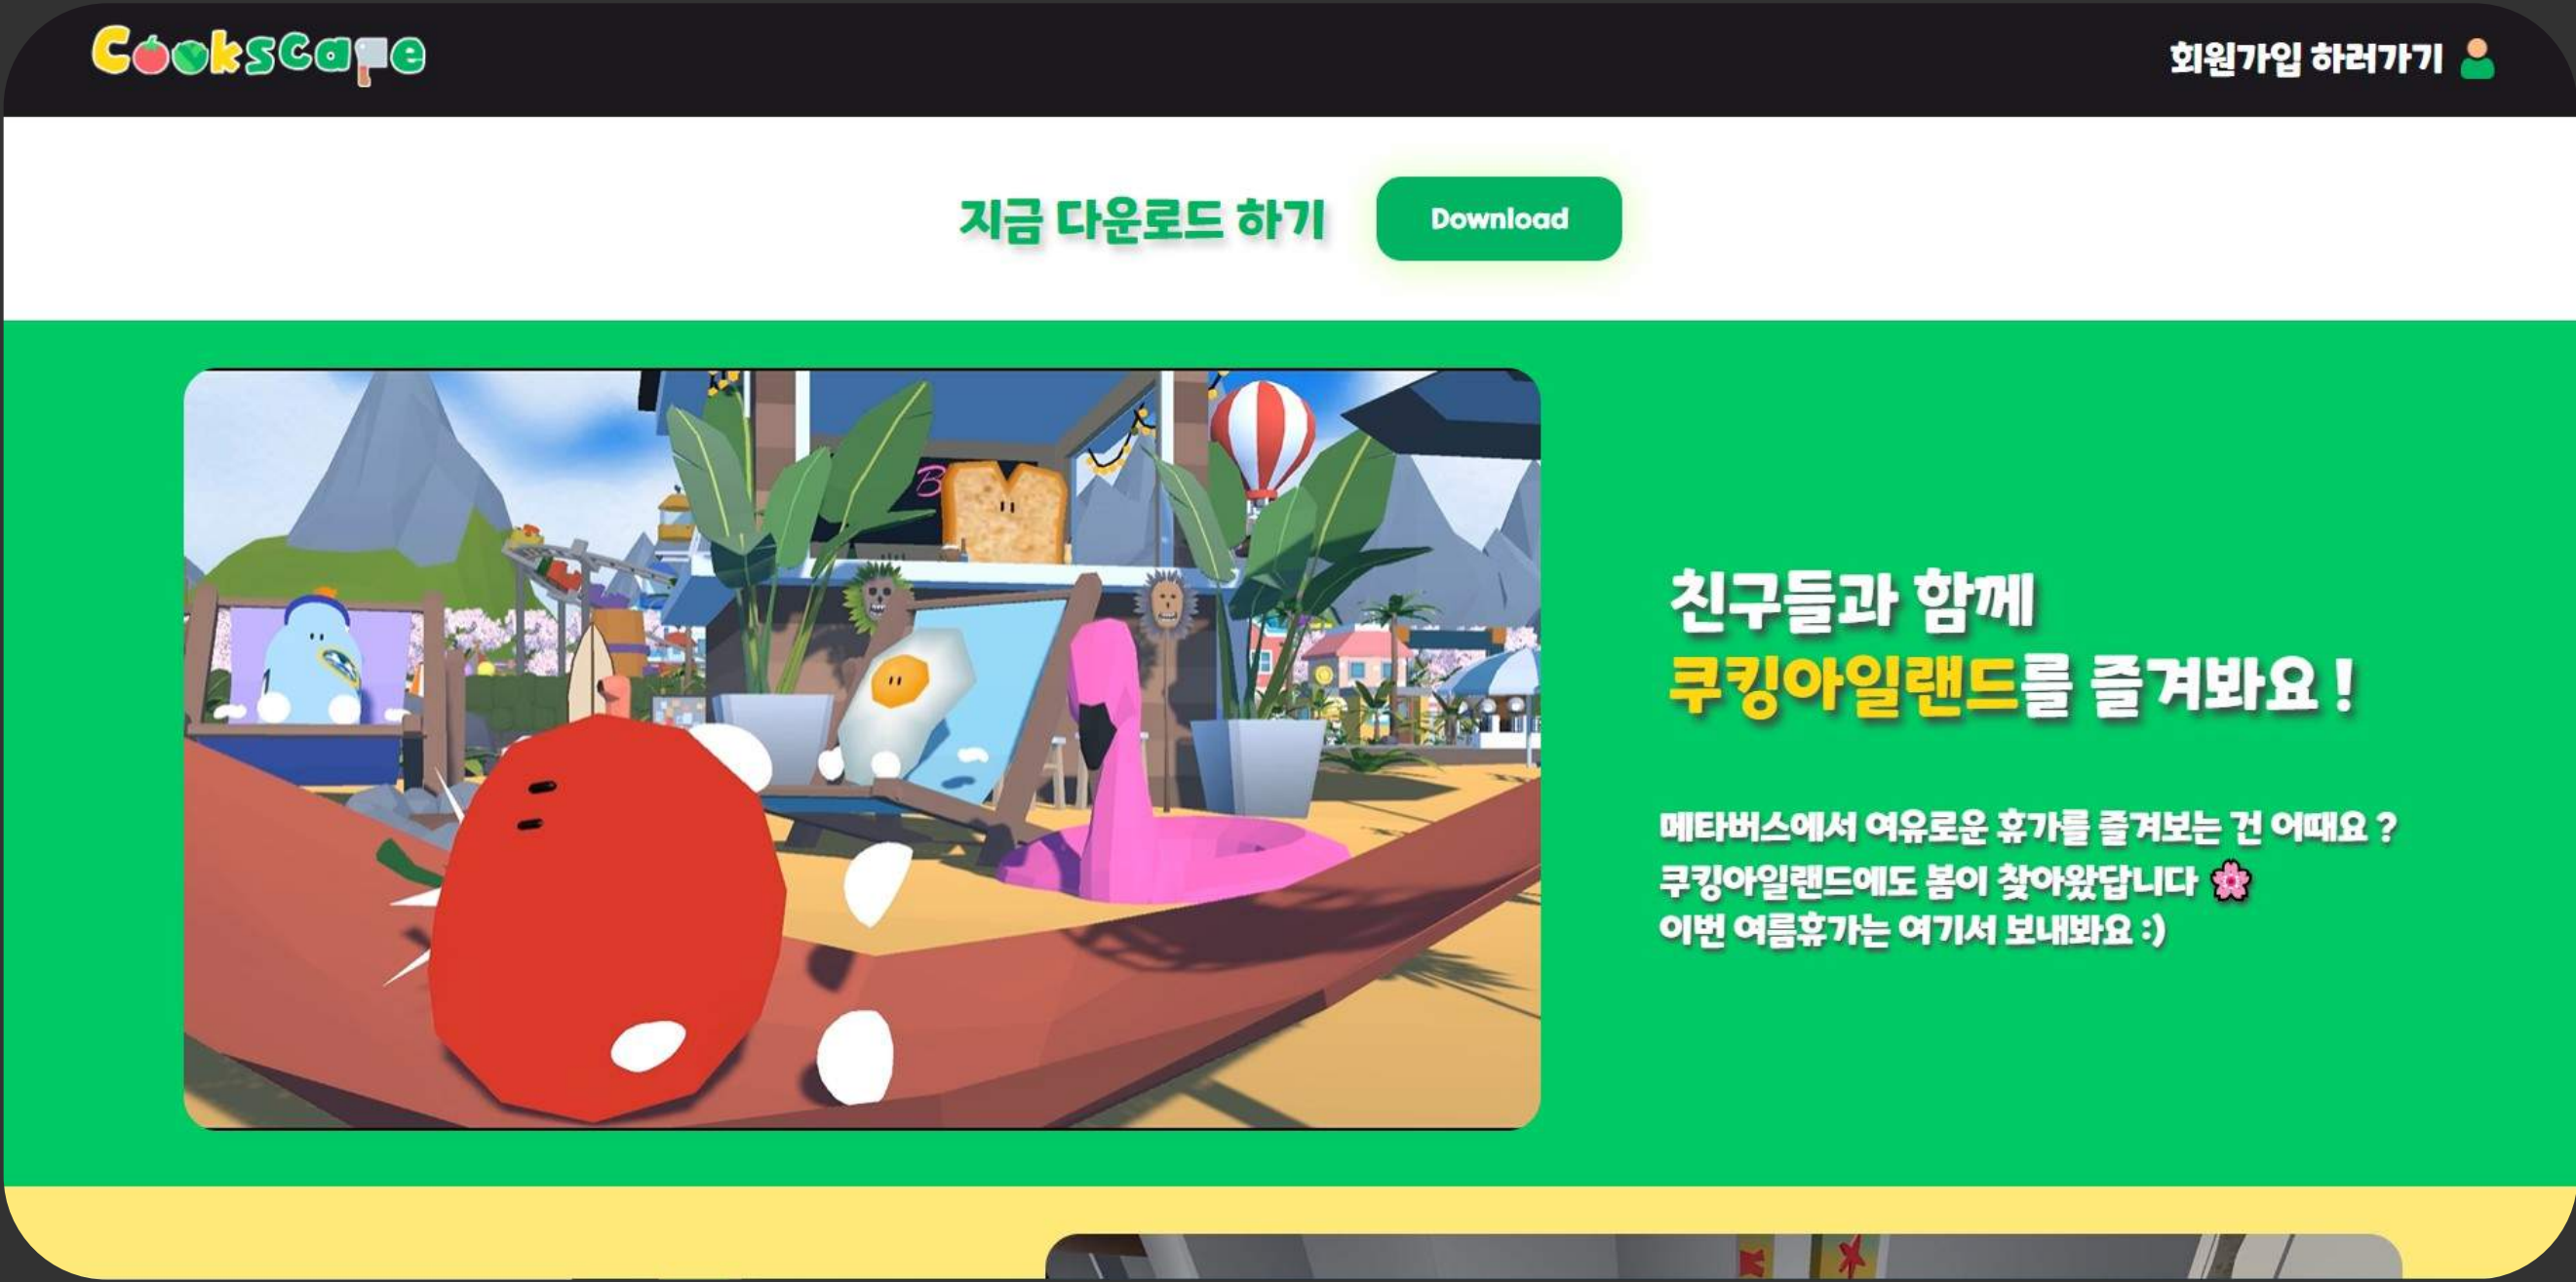 Cookscape
회원가입 하러가기
지금 다운로드 하기
Download
친구들과 함께
쿠킹아일랜드를 즐겨봐요 !
메타버스에서 여유로운 휴가를 즐겨보는 건 어때요 ?
쿠킹아일랜드에도 봄이 찾아왔답니다 🌸
이번 여름휴가는 여기서 보내봐요 :)